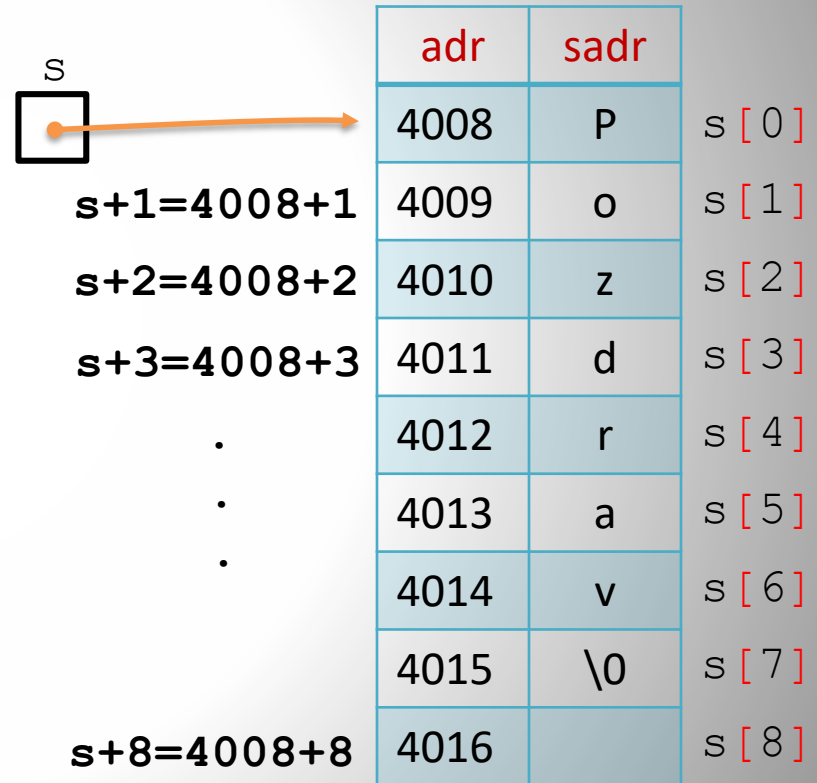 adr sadr
s
4008 P s[0]
s+1=4008+1 4009 o s[1]
s+2=4008+2 4010 z s[2]
s+3=4008+3 4011 d s[3]
. 4012 r s[4]
. 4013 a s[5]
. 4014 v s[6]
4015 \0 s[7]
s+8=4008+8 4016 s[8]